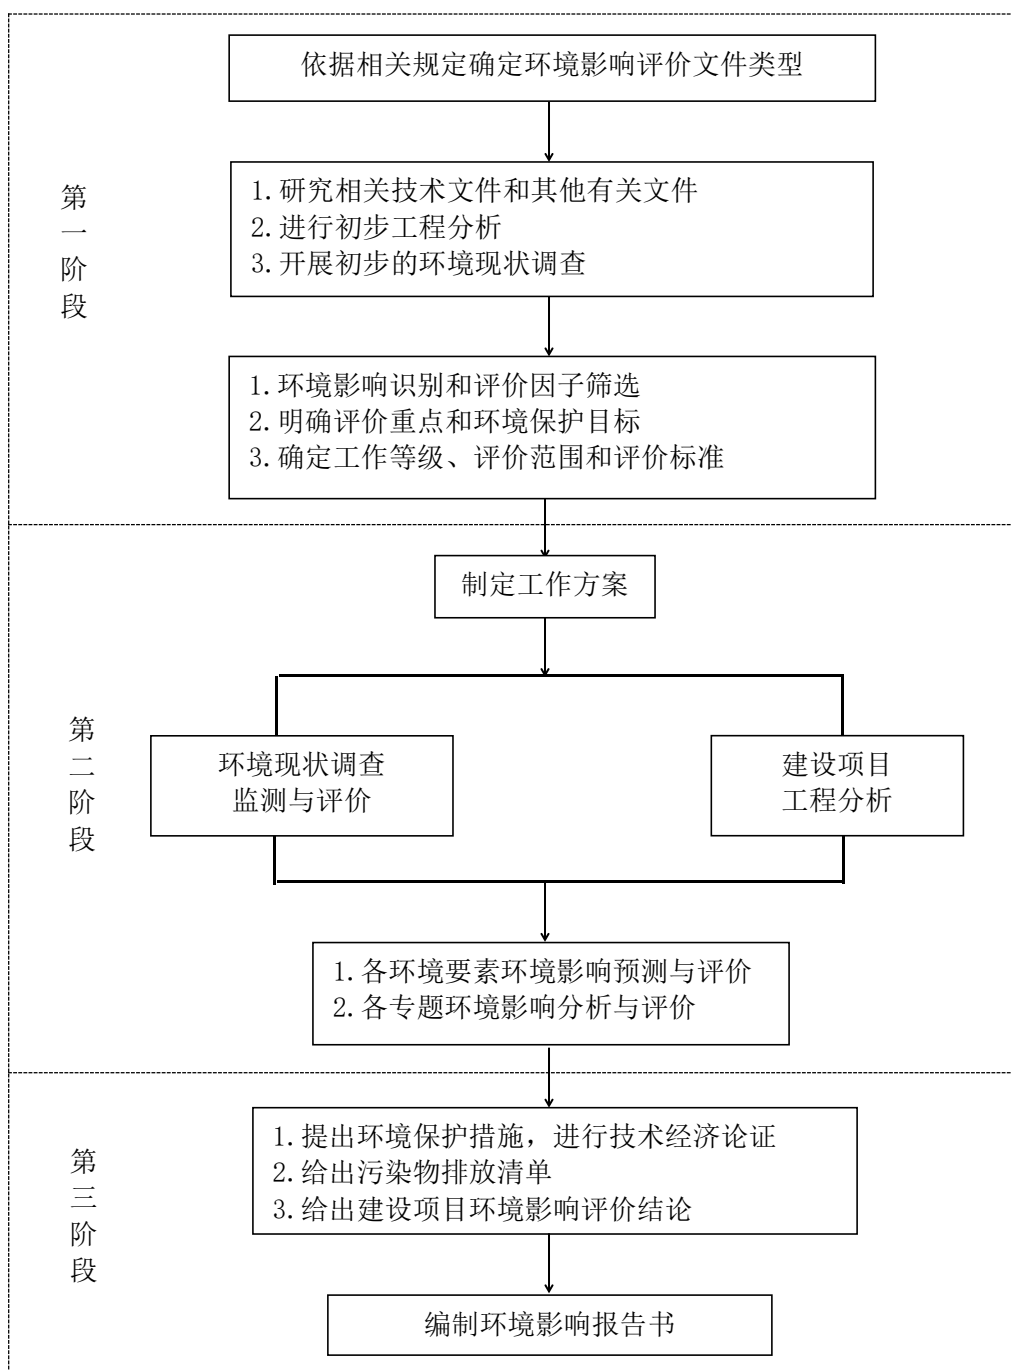 依据相关规定确定环境影响评价文件类型
第一阶段
1.研究相关技术文件和其他有关文件
2.进行初步工程分析
3.开展初步的环境现状调查
1.环境影响识别和评价因子筛选
2.明确评价重点和环境保护目标
3.确定工作等级、评价范围和评价标准
制定工作方案
第二阶段
环境现状调查
监测与评价
建设项目
工程分析
1.各环境要素环境影响预测与评价
2.各专题环境影响分析与评价
第三阶段
1.提出环境保护措施，进行技术经济论证
2.给出污染物排放清单
3.给出建设项目环境影响评价结论
编制环境影响报告书